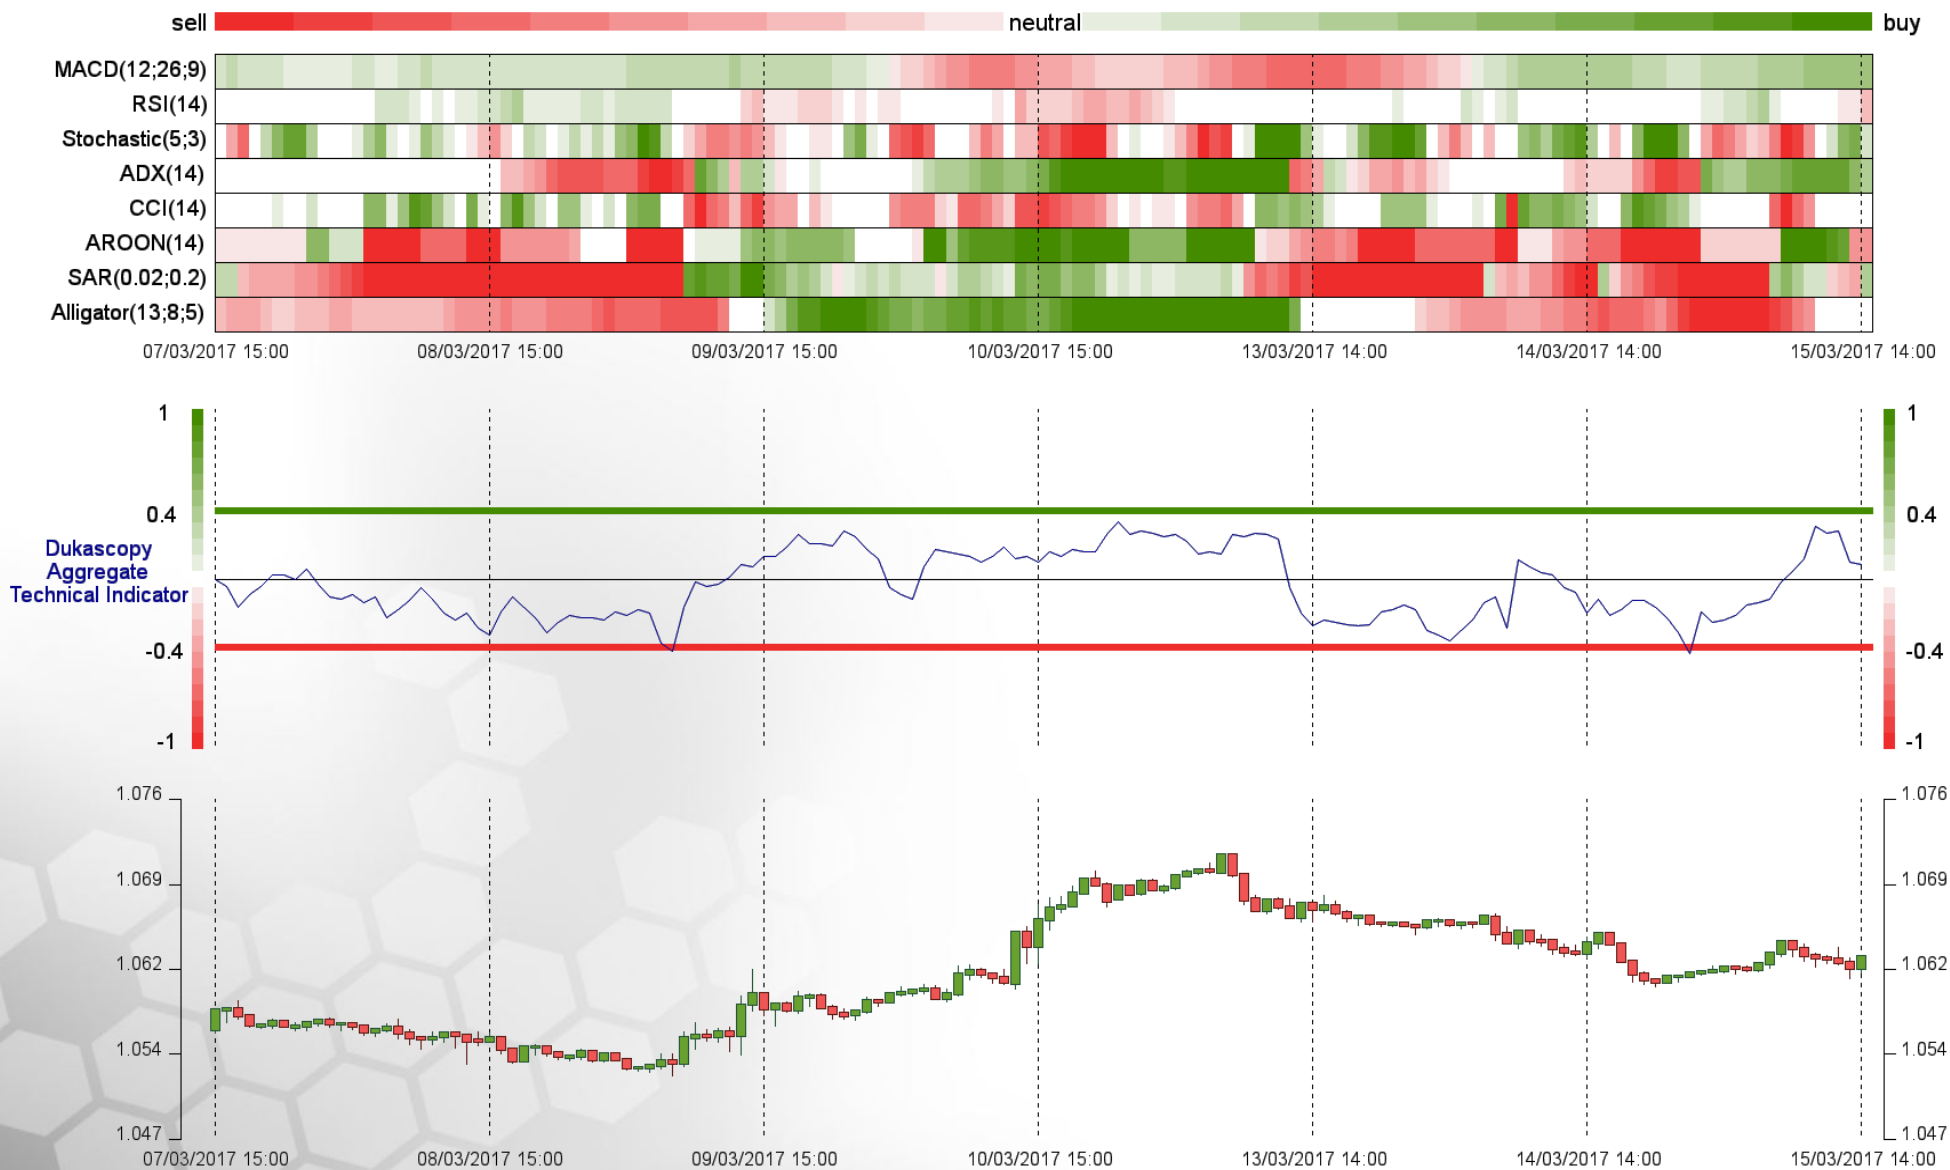 sell neutral buy
MACD(12;26;9)
RSI(14)
Stochastic(5;3)
ADX(14)
CCI(14)
AROON(14)
SAR(0.02;0.2)
Alligator(13;8;5)
07/03/2017 15:00 08/03/2017 15:00 09/03/2017 15:00 10/03/2017 15:00 13/03/2017 14:00 14/03/2017 14:00 15/03/2017 14:00
1 1
0.4 0.4
Dukascopy
Aggregate
Technical Indicator
-0.4 -0.4
-1 -1
1.076 1.076
1.069 1.069
1.062 1.062
1.054 1.054
1.047 1.047
07/03/2017 15:00 08/03/2017 15:00 09/03/2017 15:00 10/03/2017 15:00 13/03/2017 14:00 14/03/2017 14:00 15/03/2017 14:00